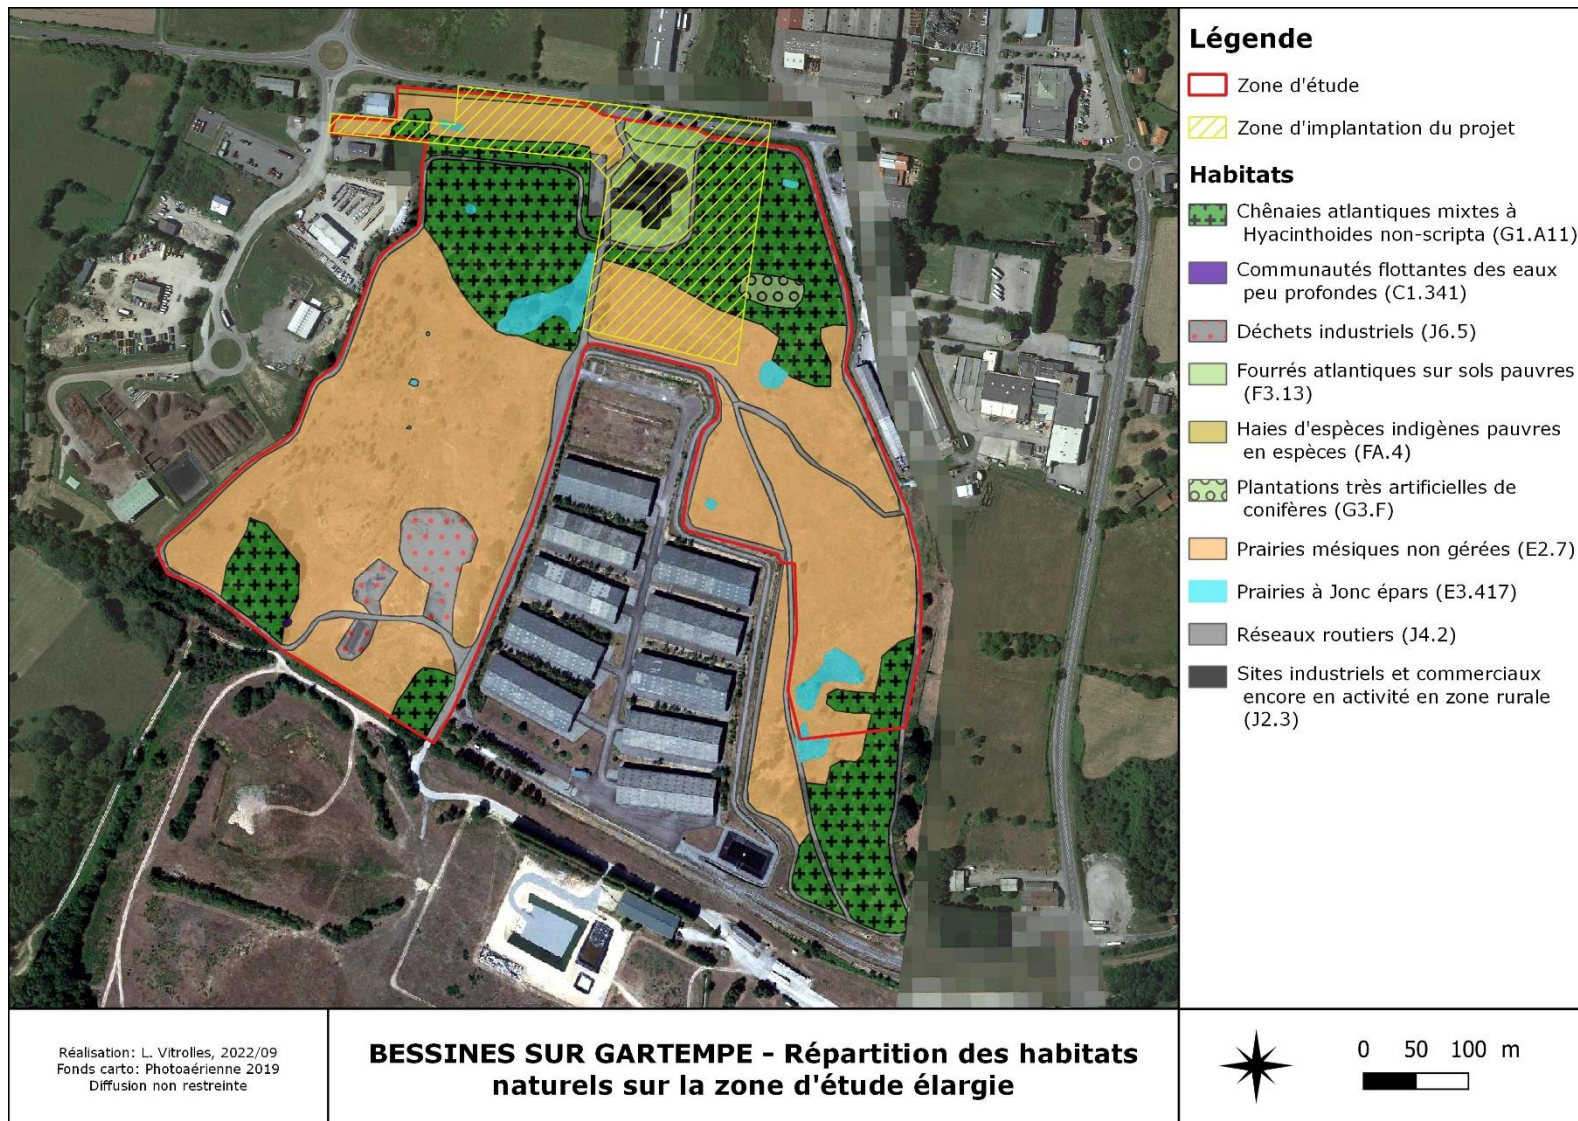 Légende
Zone d'étude
Zone d'implantation du projet
Habitats
Chênaies atlantiques mixtes à
Hyacinthoides non-scripta (G1.A11)
Communautés flottantes des eaux
peu profondes (C1.341)
Déchets industriels (J6.5)
Fourrés atlantiques sur sols pauvres
(F3.13)
Haies d'espèces indigènes pauvres
en espèces (FA.4)
Plantations très artificielles de
conifères (G3.F)
Prairies mésiques non gérées (E2.7)
Prairies à Jonc épars (E3.417)
Réseaux routiers (J4.2)
Sites industriels et commerciaux
encore en activité en zone rurale
(J2.3)
Réalisation: L. Vitrolles, 2022/09
Fonds carto: Photoaérienne 2019
Diffusion non restreinte
BESSINES SUR GARTEMPE - Répartition des habitats
naturels sur la zone d'étude élargie
0 50 100 m